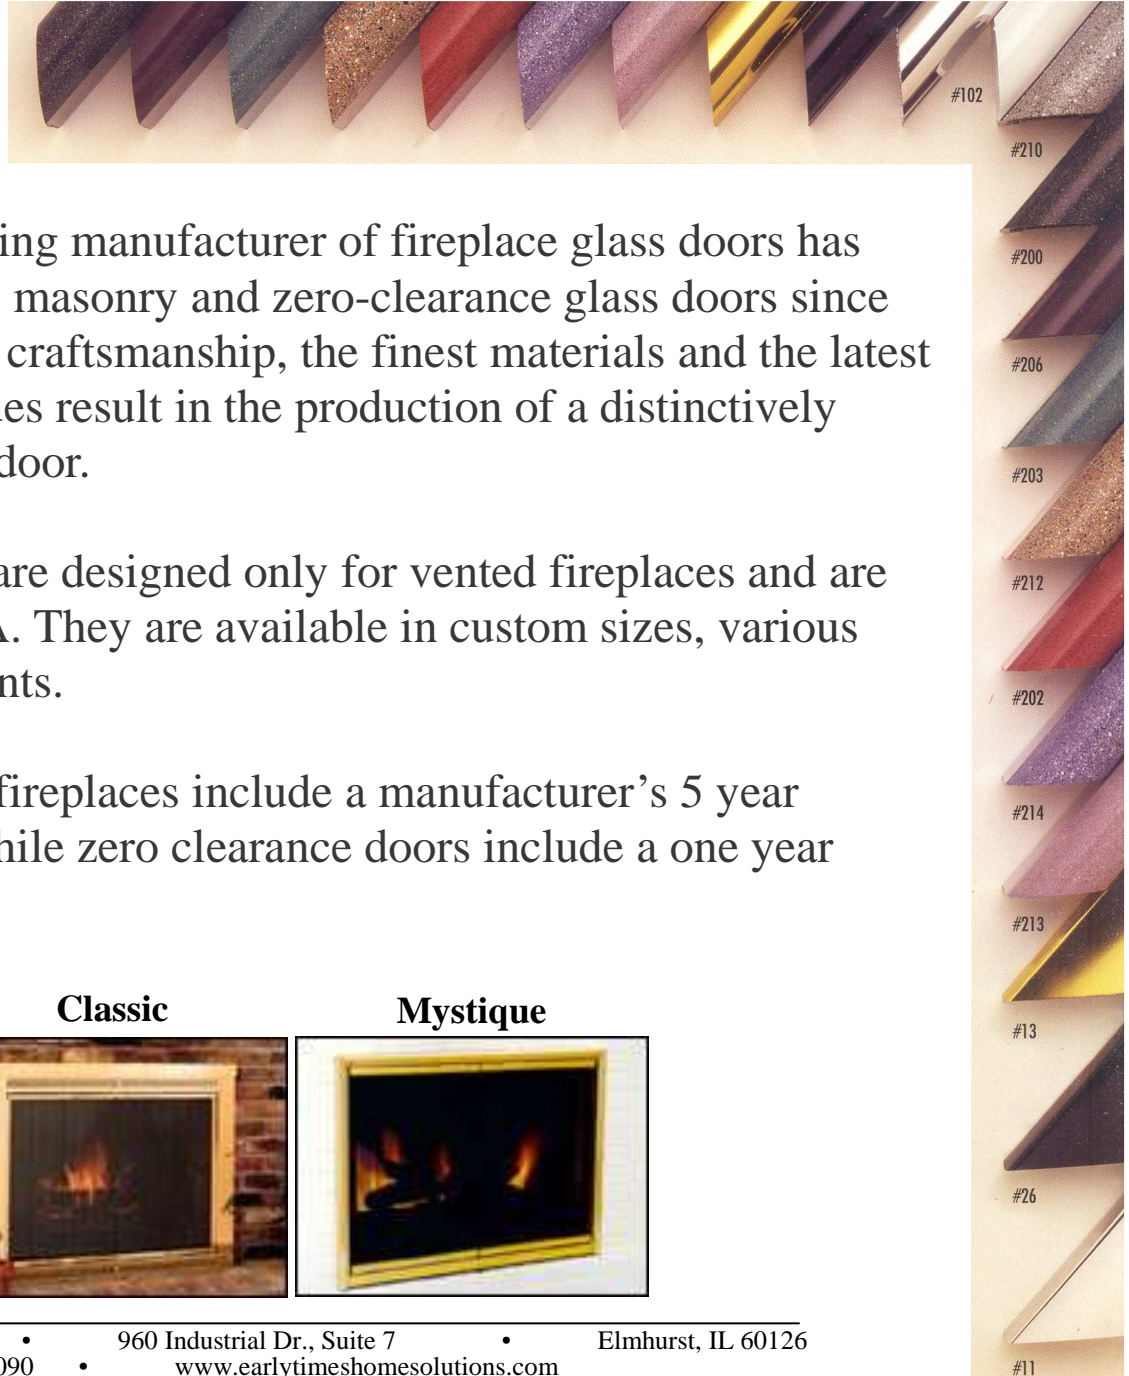 #102
#210
ing manufacturer of fireplace glass doors has
masonry and zero-clearance glass doors since
craftsmanship, the finest materials and the latest
ues result in the production of a distinctively
door.
are designed only for vented fireplaces and are
A. They are available in custom sizes, various
nts.
fireplaces include a manufacturer’s 5 year
hile zero clearance doors include a one year
#200
#206
#203
#212
#202
#214
#213
#13
#26
#11
Classic
Mystique
• 960 Industrial Dr., Suite 7 • Elmhurst, IL 60126
090 • www.earlytimeshomesolutions.com